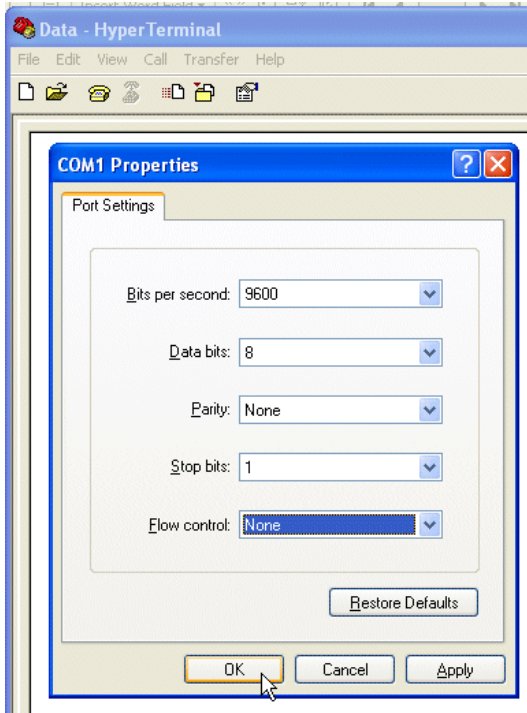 Data - HyperTerminal
File Edit View Call Transfer Help
COM1 Properties
Port Settings
Bits per second: 9600
Data bits: 8
Parity: None
Stop bits: 1
Flow control: None
Restore Defaults
OK Cancel Apply